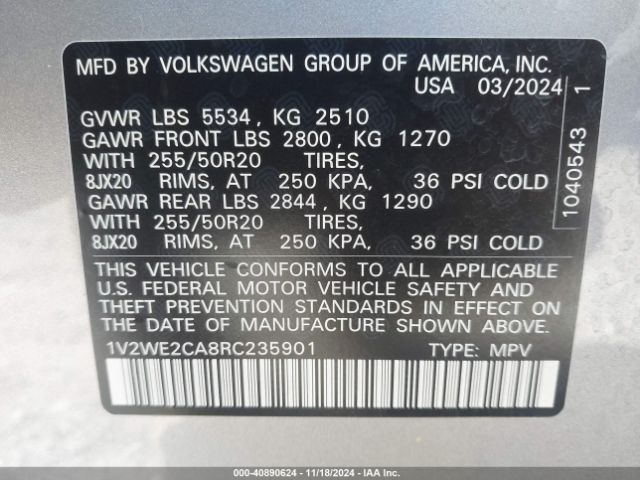 MFD BY VOLKSWAGEN GROUP OF AMERICA, INC.
USA 03/2024
GVWR LBS 5534, KG 2510
GAWR FRONT LBS 2800, KG 1270
WITH 255/50R20 TIRES,
8JX20 RIMS, AT 250 KPA, 36 PSI COLD
GAWR REAR LBS 2844, KG 1290
WITH 255/50R20 TIRES,
8JX20 RIMS, AT 250 KPA, 36 PSI COLD
THIS VEHICLE CONFORMS TO ALL APPLICABLE
U.S. FEDERAL MOTOR VEHICLE SAFETY AND
THEFT PREVENTION STANDARDS IN EFFECT ON
THE DATE OF MANUFACTURE SHOWN ABOVE.
1V2WE2CA8RC235901 TYPE: MPV
1040543 1
000-40890624 - 11/18/2024 - IAA Inc.